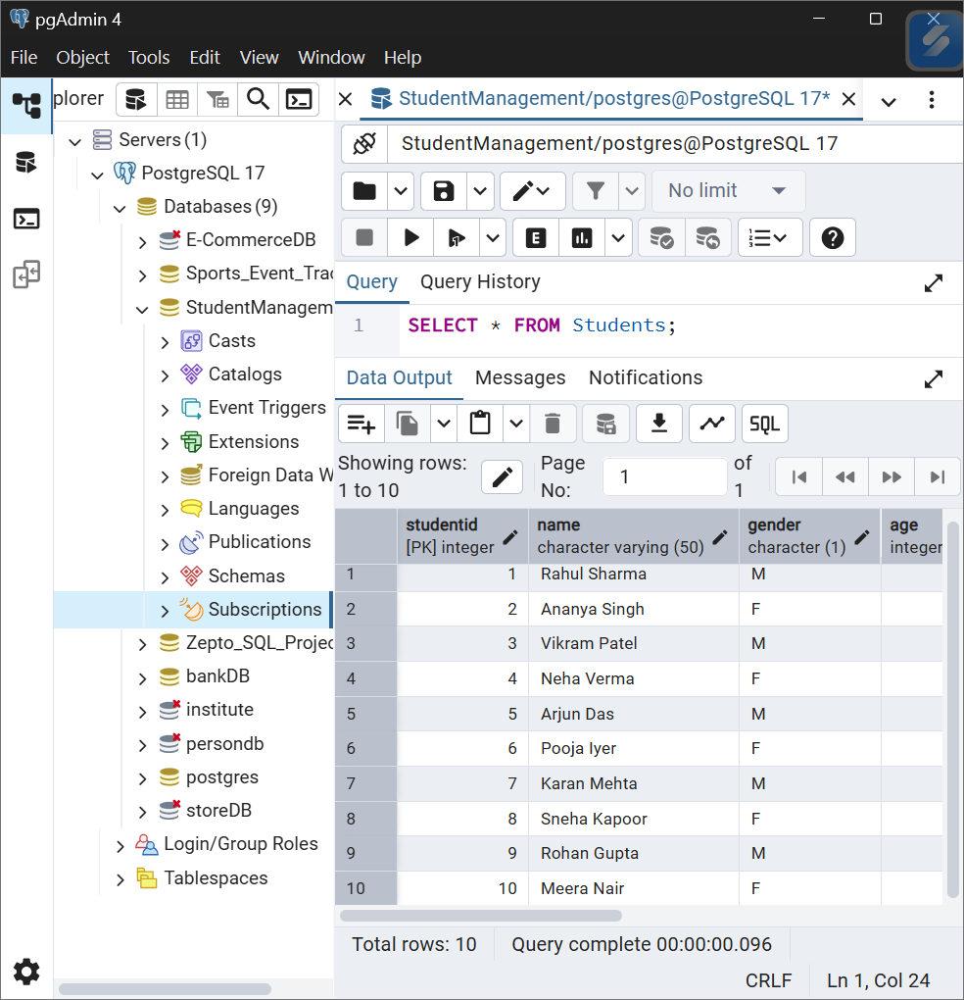 pgAdmin 4
File Object Tools Edit View Window Help
plorer
StudentManagement/postgres@PostgreSQL 17*
Servers (1)
PostgreSQL 17
Databases (9)
E-CommerceDB
Sports_Event_Trac
StudentManagem
Casts
Catalogs
Event Triggers
Extensions
Foreign Data W
Languages
Publications
Schemas
Subscriptions
Zepto_SQL_Projec
bankDB
institute
persondb
postgres
storeDB
Login/Group Roles
Tablespaces
StudentManagement/postgres@PostgreSQL 17
No limit
Query Query History
1 SELECT * FROM Students;
Data Output Messages Notifications
SQL
Showing rows: 1 to 10
Page No: 1 of 1
studentid name gender age
[PK] integer character varying (50) character (1) integer
1 1 Rahul Sharma M
2 2 Ananya Singh F
3 3 Vikram Patel M
4 4 Neha Verma F
5 5 Arjun Das M
6 6 Pooja Iyer F
7 7 Karan Mehta M
8 8 Sneha Kapoor F
9 9 Rohan Gupta M
10 10 Meera Nair F
Total rows: 10 Query complete 00:00:00.096
CRLF Ln 1, Col 24